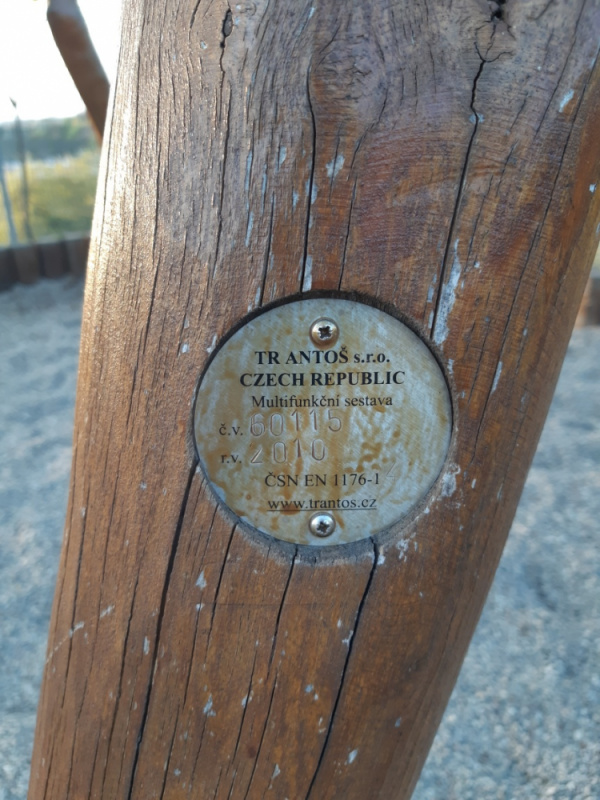 TR ANTOŠ s.r.o.
CZECH REPUBLIC
Multifunkční sestava
č.v. 60115
r.v. 2010
ČSN EN 1176-1
www.trantos.cz